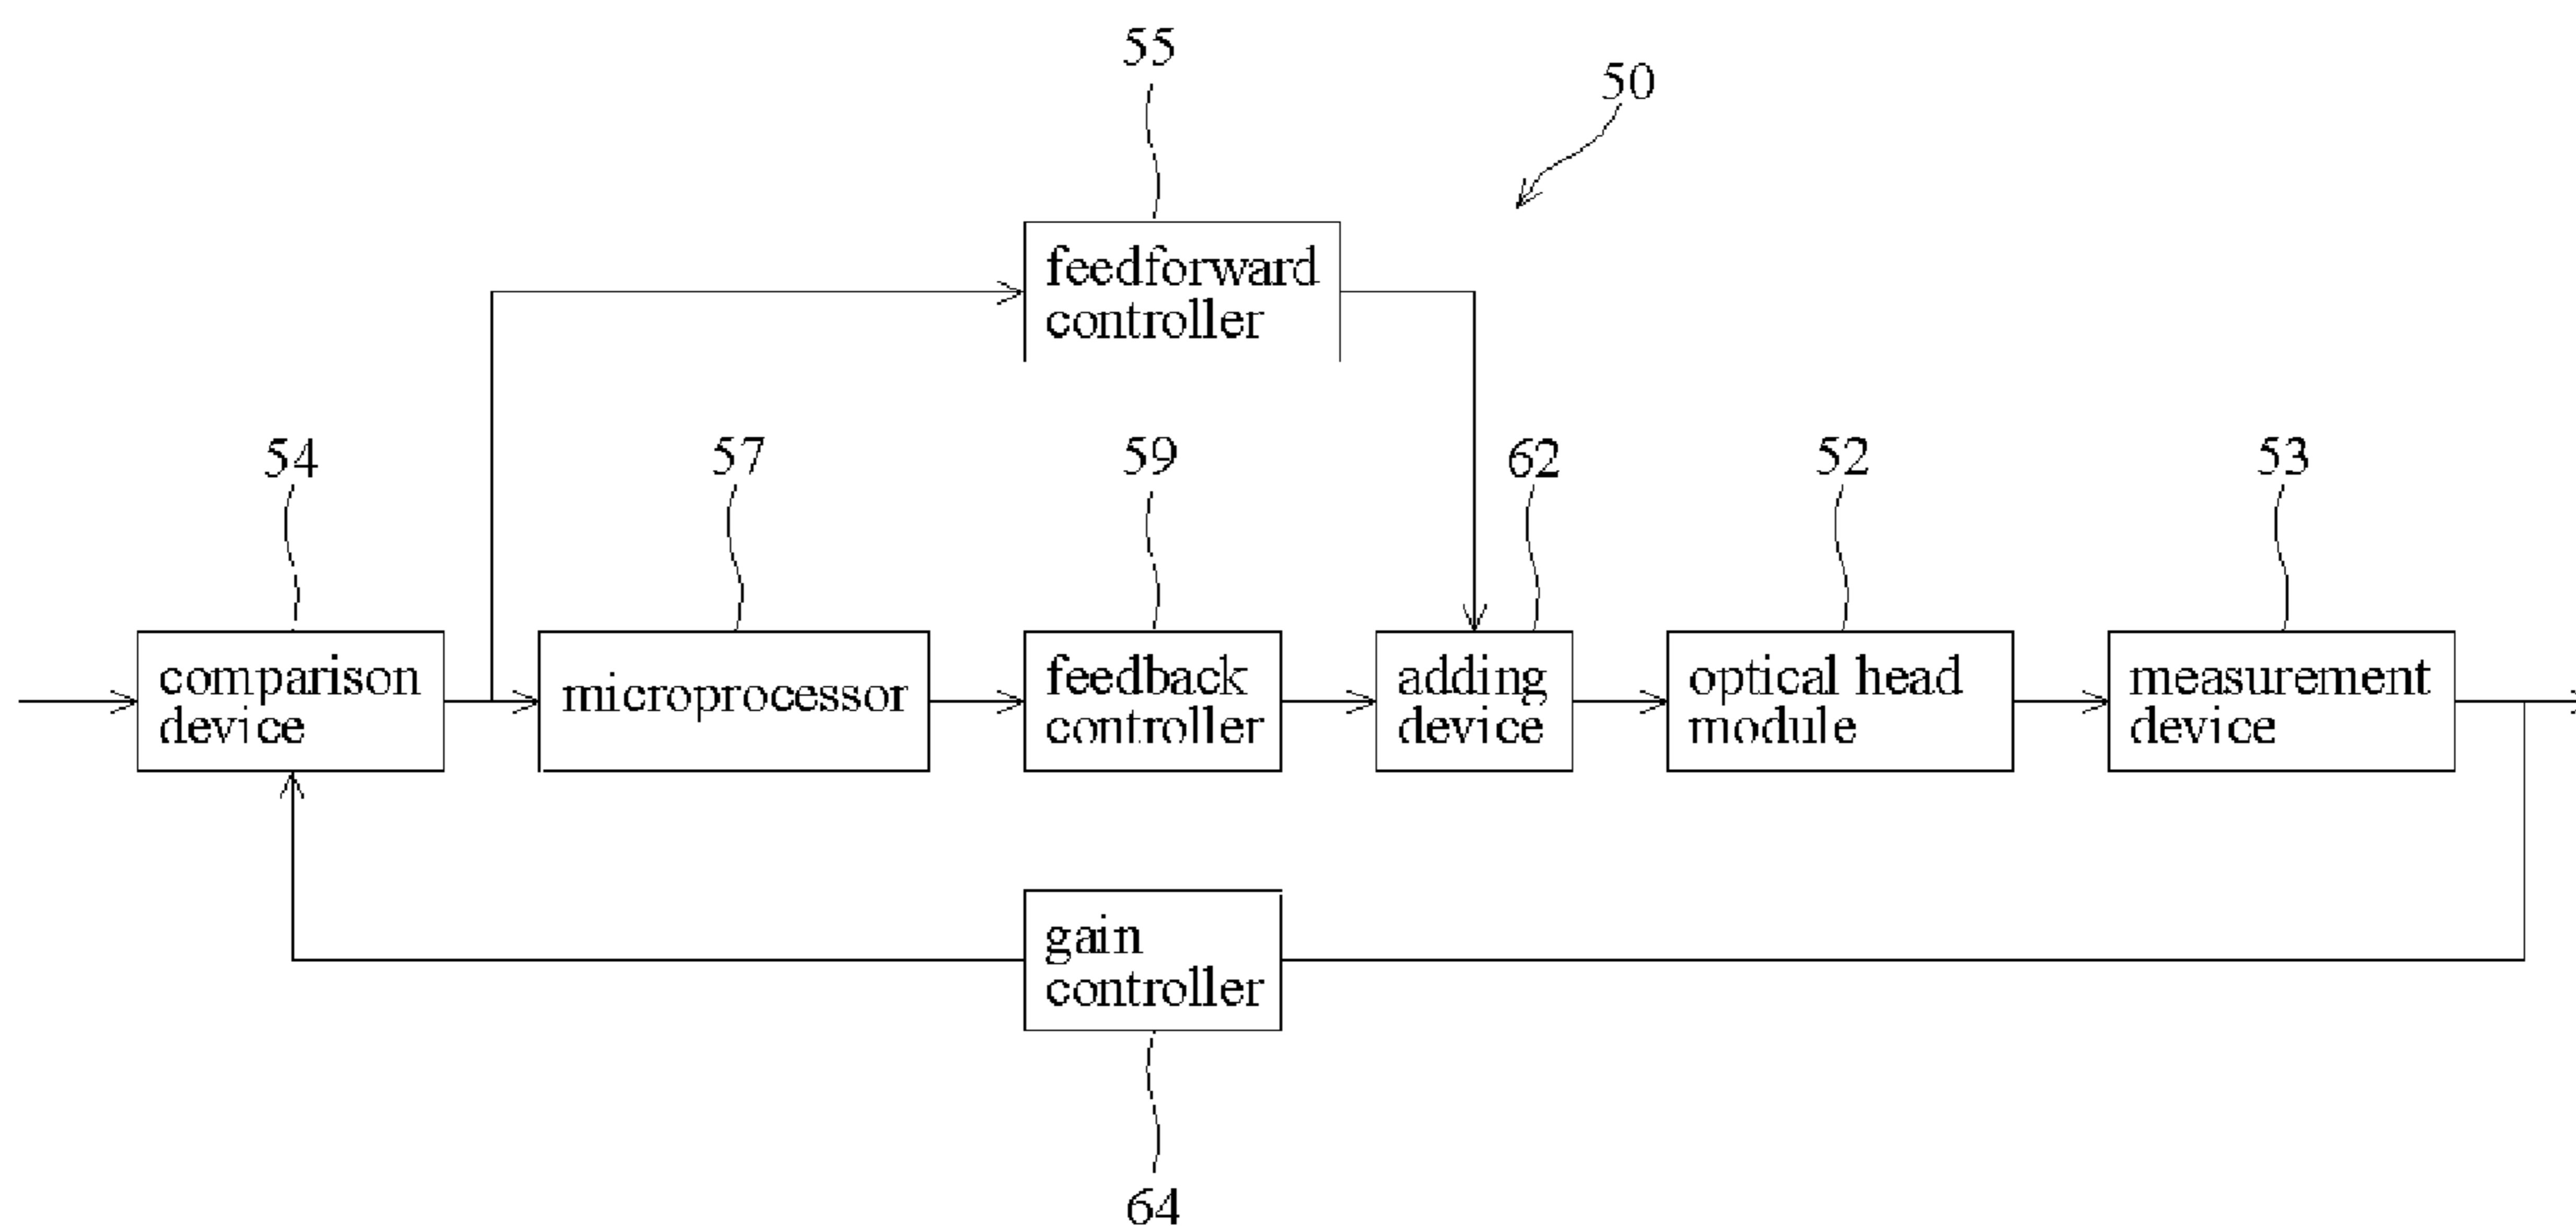 55
50
feedforward
controller
54
57
59
62
52
53
comparison
device
microprocessor
feedback
controller
adding
device
optical head
module
measurement
device
gain
controller
64